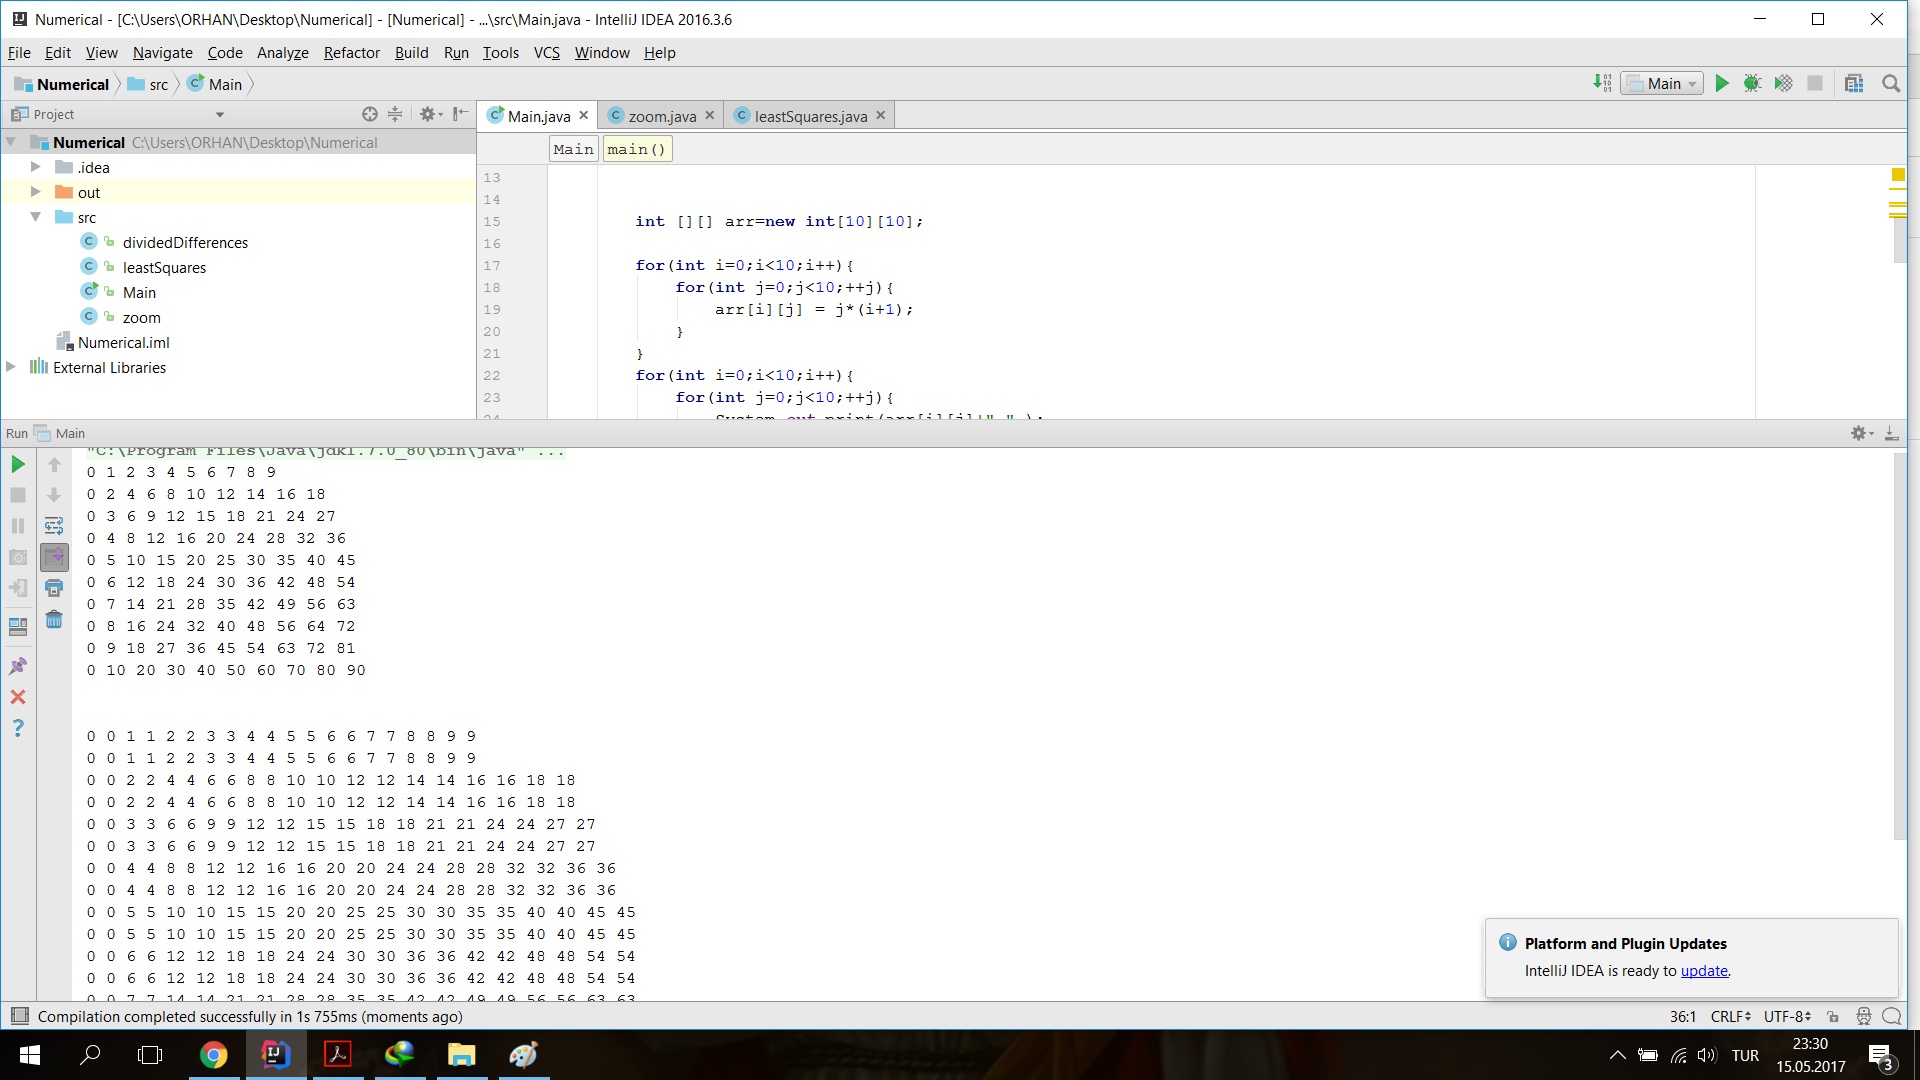 Numerical - [C:\Users\ORHAN\Desktop\Numerical] - [Numerical] - ...\src\Main.java - IntelliJ IDEA 2016.3.6
File Edit View Navigate Code Analyze Refactor Build Run Tools VCS Window Help
Numerical src Main
Main
Project
Main.java zoom.java leastSquares.java
Numerical C:\Users\ORHAN\Desktop\Numerical
.idea
out
src
dividedDifferences
leastSquares
Main
zoom
Numerical.iml
External Libraries
Main main()
13
14
15 int [][] arr=new int[10][10];
16
17 for(int i=0;i<10;i++){
18 for(int j=0;j<10;++j){
19 arr[i][j] = j*(i+1);
20 }
21 }
22 for(int i=0;i<10;i++){
23 for(int j=0;j<10;++j){
24 System.out.print(arr[i][j]+" ");
Run Main
"C:\Program Files\Java\jdk1.7.0_80\bin\java" ...
0 1 2 3 4 5 6 7 8 9
0 2 4 6 8 10 12 14 16 18
0 3 6 9 12 15 18 21 24 27
0 4 8 12 16 20 24 28 32 36
0 5 10 15 20 25 30 35 40 45
0 6 12 18 24 30 36 42 48 54
0 7 14 21 28 35 42 49 56 63
0 8 16 24 32 40 48 56 64 72
0 9 18 27 36 45 54 63 72 81
0 10 20 30 40 50 60 70 80 90
0 0 1 1 2 2 3 3 4 4 5 5 6 6 7 7 8 8 9 9
0 0 1 1 2 2 3 3 4 4 5 5 6 6 7 7 8 8 9 9
0 0 2 2 4 4 6 6 8 8 10 10 12 12 14 14 16 16 18 18
0 0 2 2 4 4 6 6 8 8 10 10 12 12 14 14 16 16 18 18
0 0 3 3 6 6 9 9 12 12 15 15 18 18 21 21 24 24 27 27
0 0 3 3 6 6 9 9 12 12 15 15 18 18 21 21 24 24 27 27
0 0 4 4 8 8 12 12 16 16 20 20 24 24 28 28 32 32 36 36
0 0 4 4 8 8 12 12 16 16 20 20 24 24 28 28 32 32 36 36
0 0 5 5 10 10 15 15 20 20 25 25 30 30 35 35 40 40 45 45
0 0 5 5 10 10 15 15 20 20 25 25 30 30 35 35 40 40 45 45
0 0 6 6 12 12 18 18 24 24 30 30 36 36 42 42 48 48 54 54
0 0 6 6 12 12 18 18 24 24 30 30 36 36 42 42 48 48 54 54
0 0 7 7 14 14 21 21 28 28 35 35 42 42 49 49 56 56 63 63
Platform and Plugin Updates
IntelliJ IDEA is ready to update.
Compilation completed successfully in 1s 755ms (moments ago)
36:1 CRLF UTF-8
TUR
23:30
15.05.2017
3